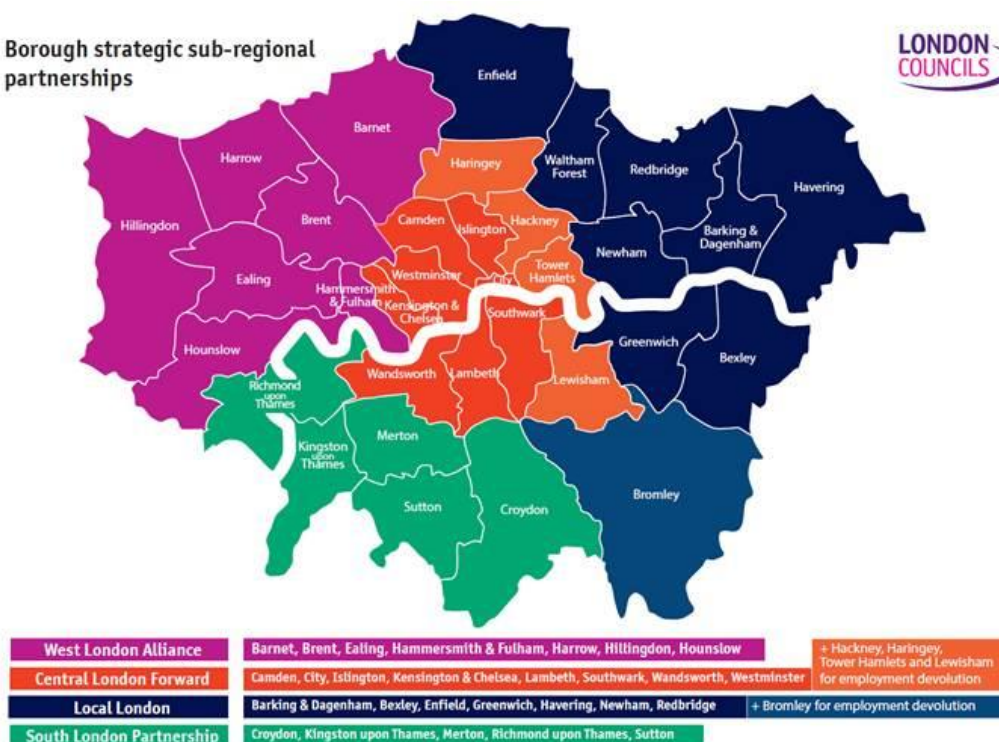 Borough strategic sub-regional
partnerships
LONDON
COUNCILS
Enfield
Barnet
Harrow
Haringey
Waltham
Forest
Redbridge
Havering
Hillingdon
Brent
Camden
Islington
Hackney
Barking &
Dagenham
Newham
Ealing
Westminster
Tower
Hamlets
City
Hammersmith
& Fulham
Kensington &
Chelsea
Southwark
Hounslow
Greenwich
Bexley
Wandsworth
Lambeth
Lewisham
Richmond
upon
Thames
Merton
Kingston
upon
Thames
Bromley
Sutton
Croydon
West London Alliance
Barnet, Brent, Ealing, Hammersmith & Fulham, Harrow, Hillingdon, Hounslow
+ Hackney, Haringey,
Tower Hamlets and Lewisham
for employment devolution
Central London Forward
Camden, City, Islington, Kensington & Chelsea, Lambeth, Southwark, Wandsworth, Westminster
Local London
Barking & Dagenham, Bexley, Enfield, Greenwich, Havering, Newham, Redbridge
+ Bromley for employment devolution
South London Partnership
Croydon, Kingston upon Thames, Merton, Richmond upon Thames, Sutton